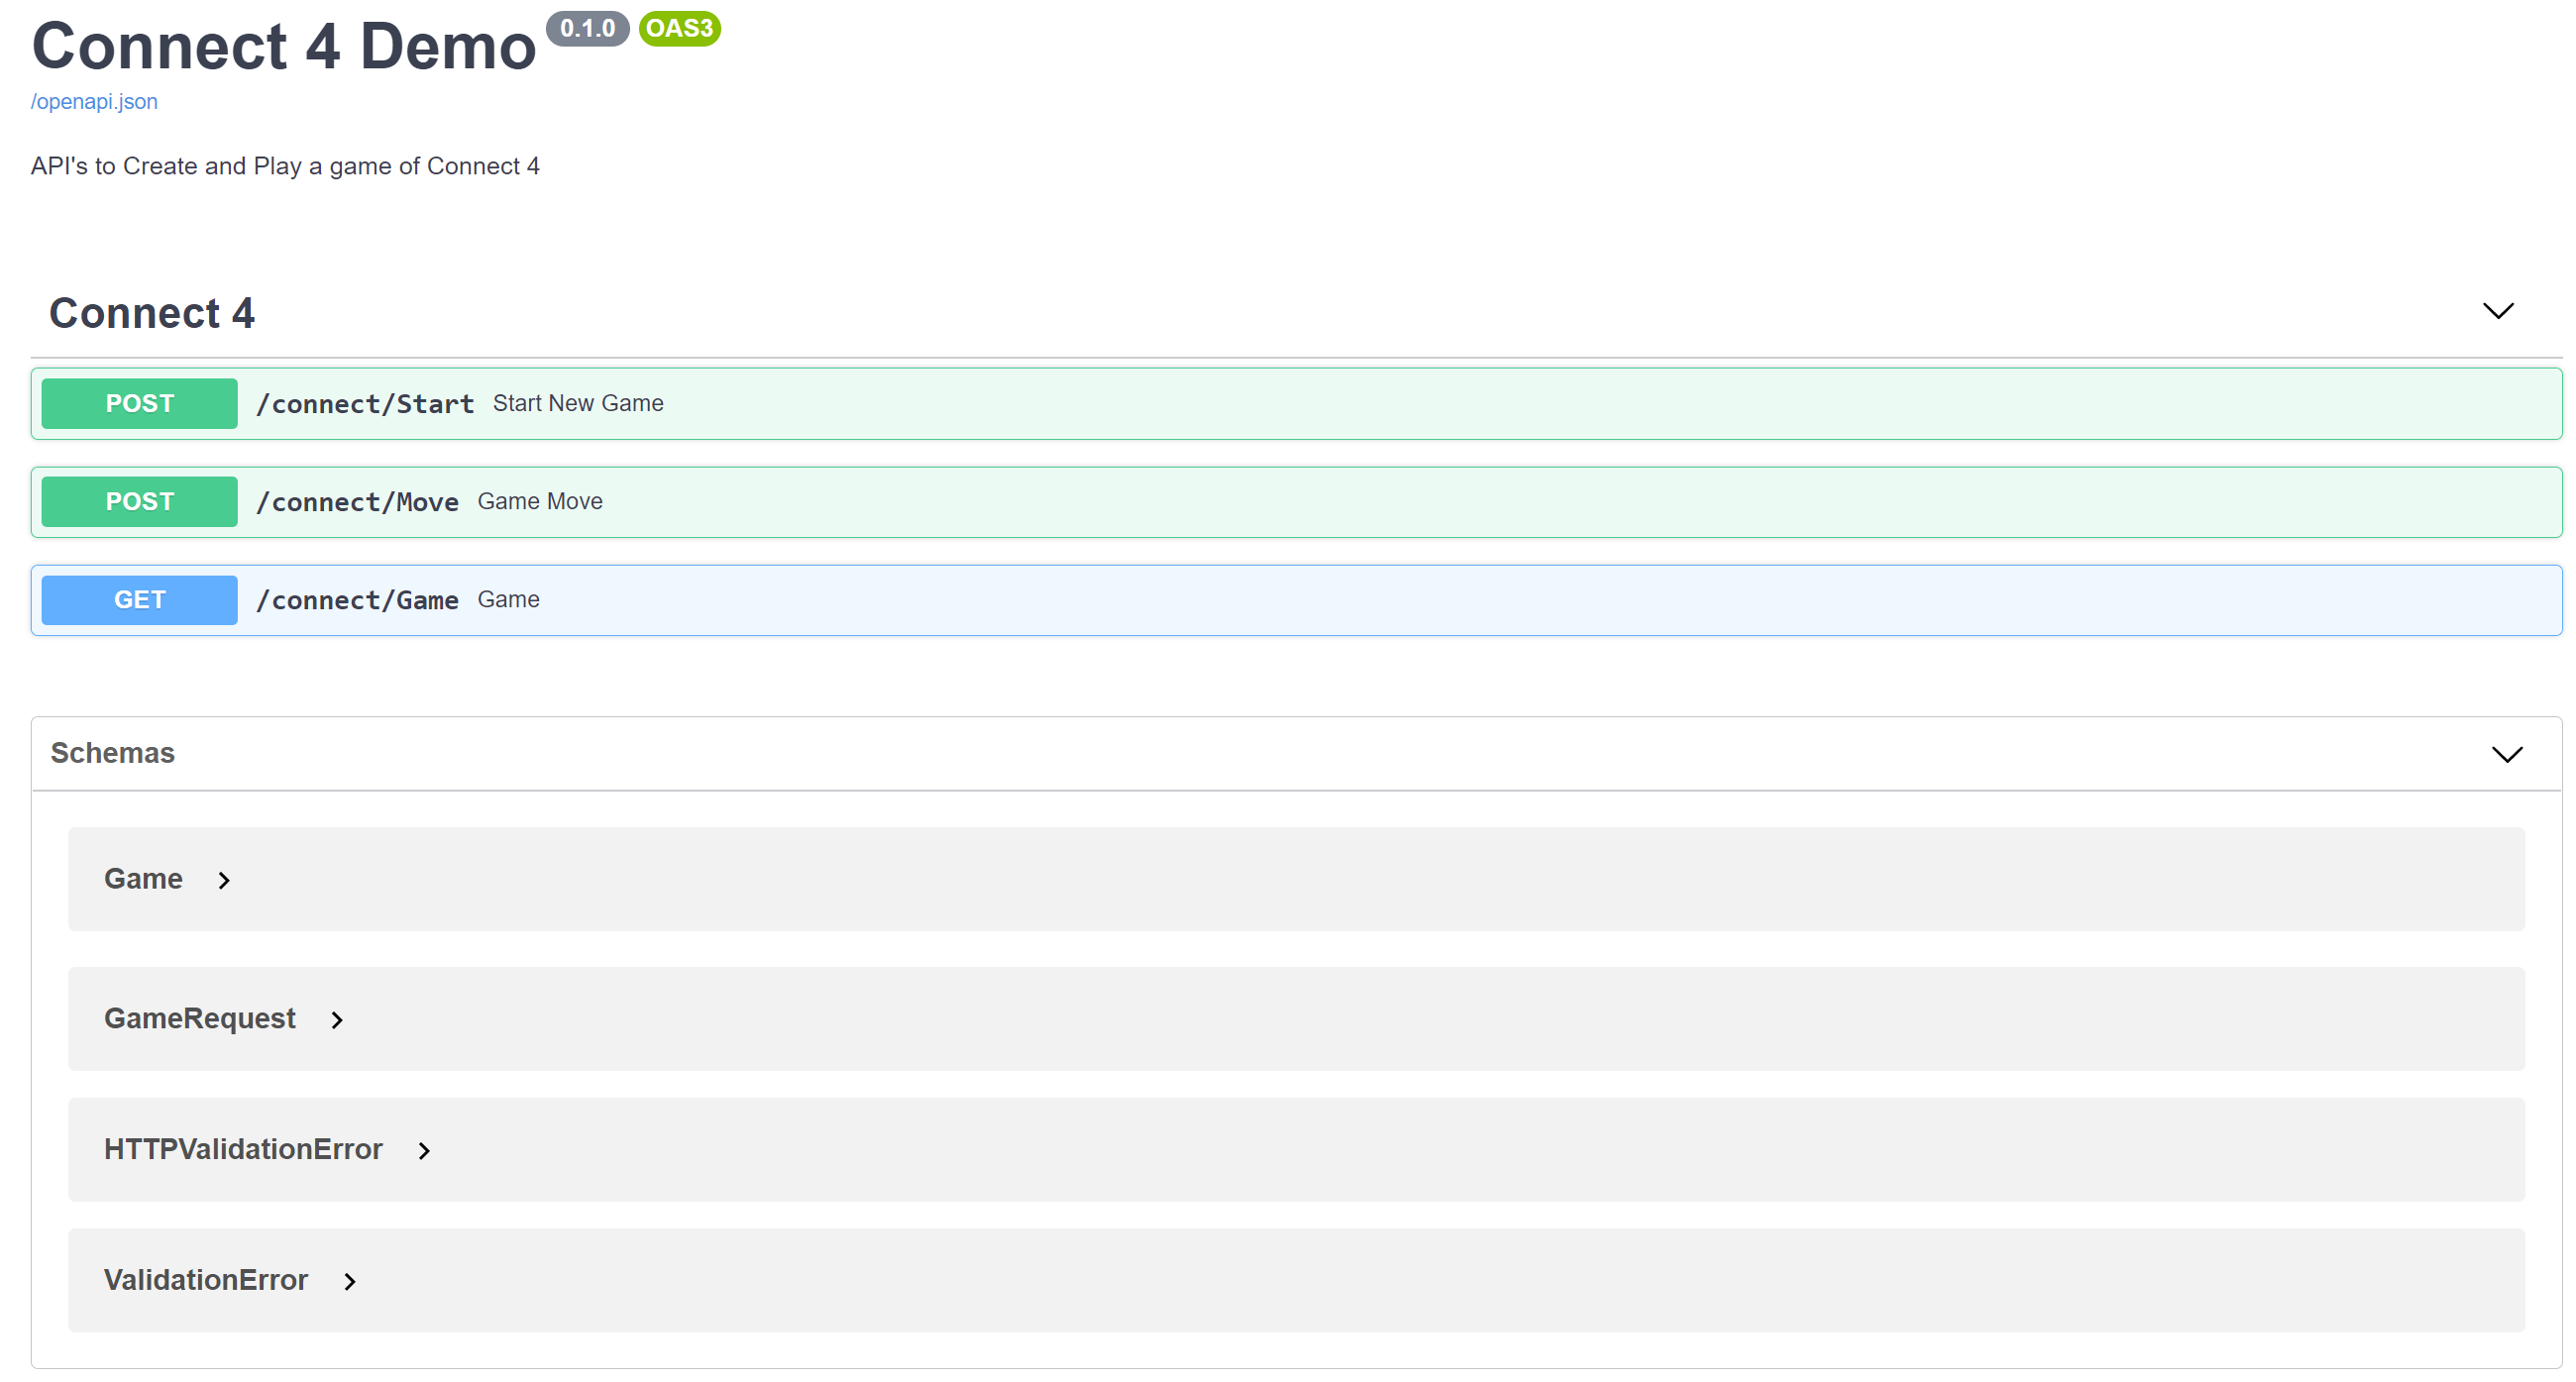 Connect 4 Demo 0.1.0 OAS3
/openapi.json
API's to Create and Play a game of Connect 4
Connect 4
POST /connect/Start Start New Game
POST /connect/Move Game Move
GET /connect/Game Game
Schemas
Game
GameRequest
HTTPValidationError
ValidationError